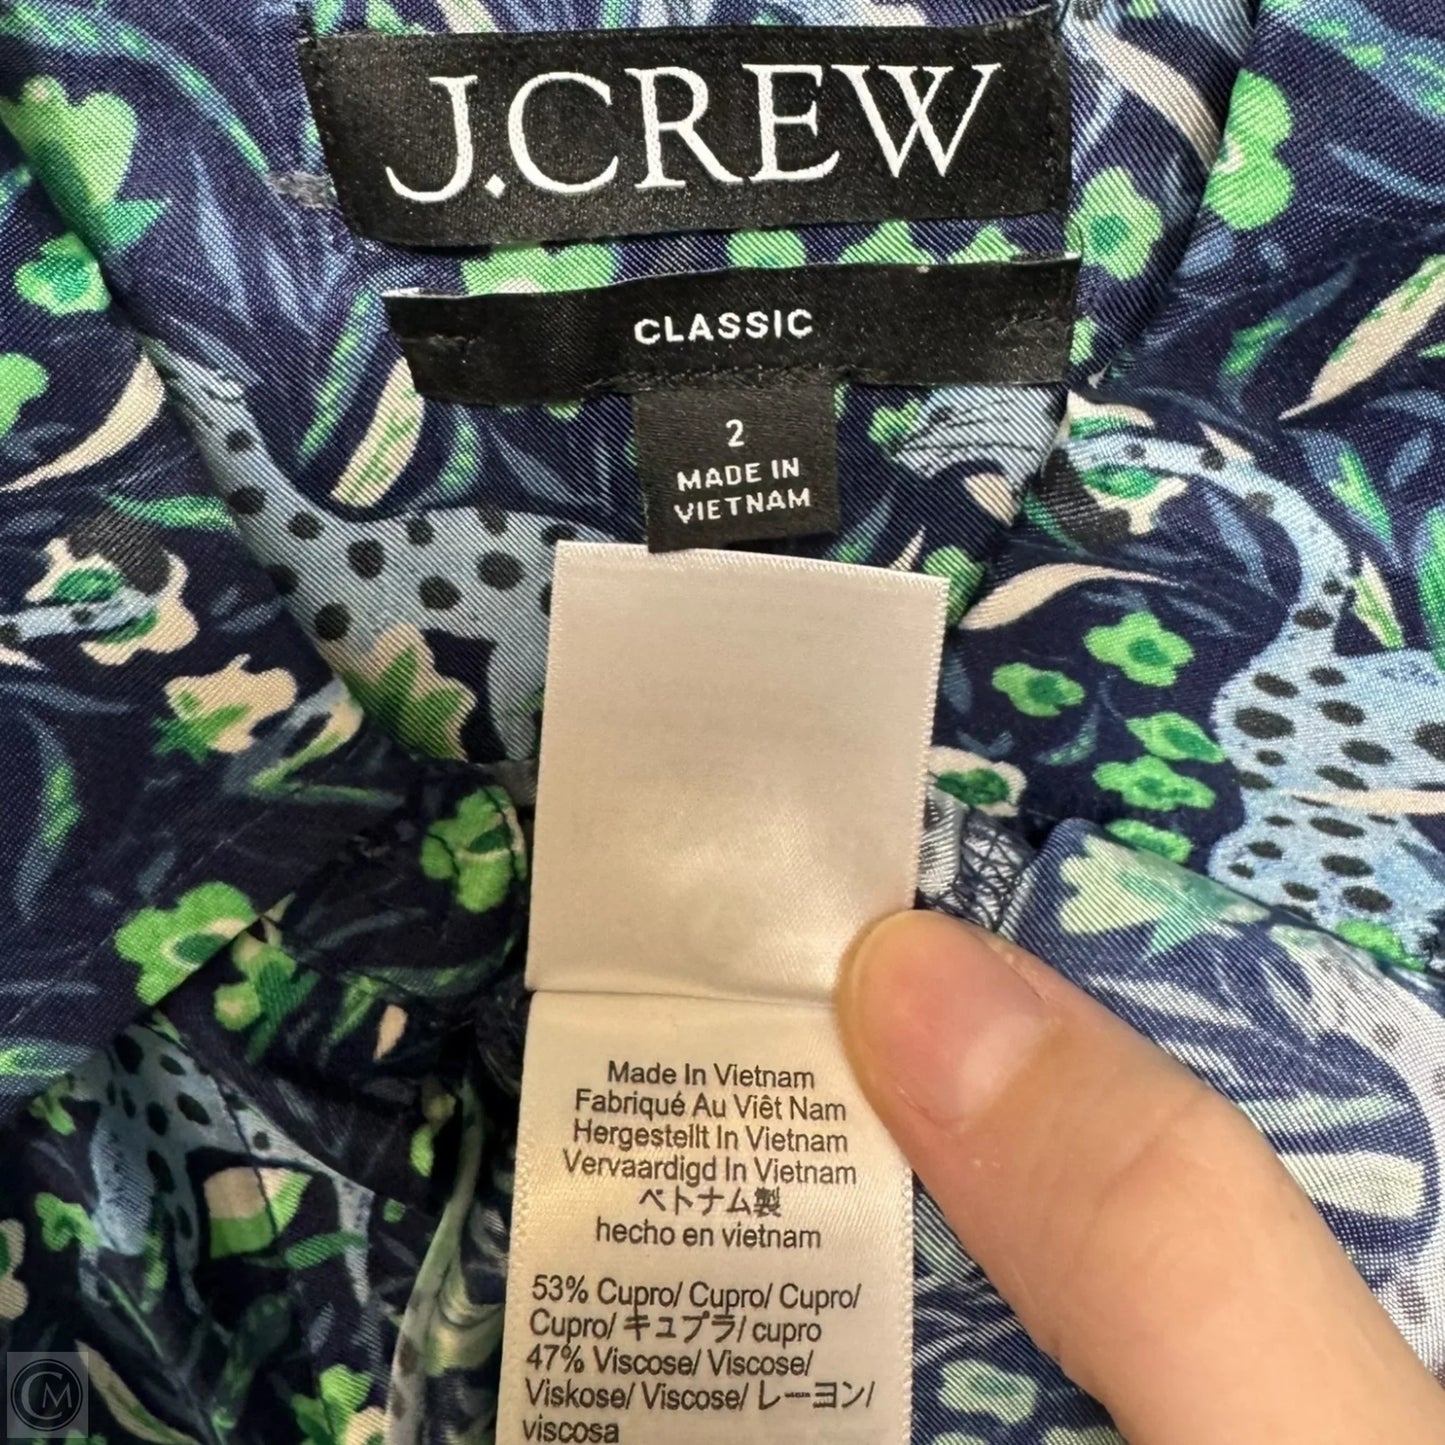 J.CREW
CLASSIC
2
MADE IN
VIETNAM
Made In Vietnam
Fabriqué Au Viêt Nam
Hergestellt In Vietnam
Vervaardigd In Vietnam
ベトナム製
hecho en vietnam
53% Cupro/ Cupro/ Cupro/
Cupro/ キュプラ/ cupro
47% Viscose/ Viscose/
Viskose/ Viscose/ レーヨン/
viscosa
CM